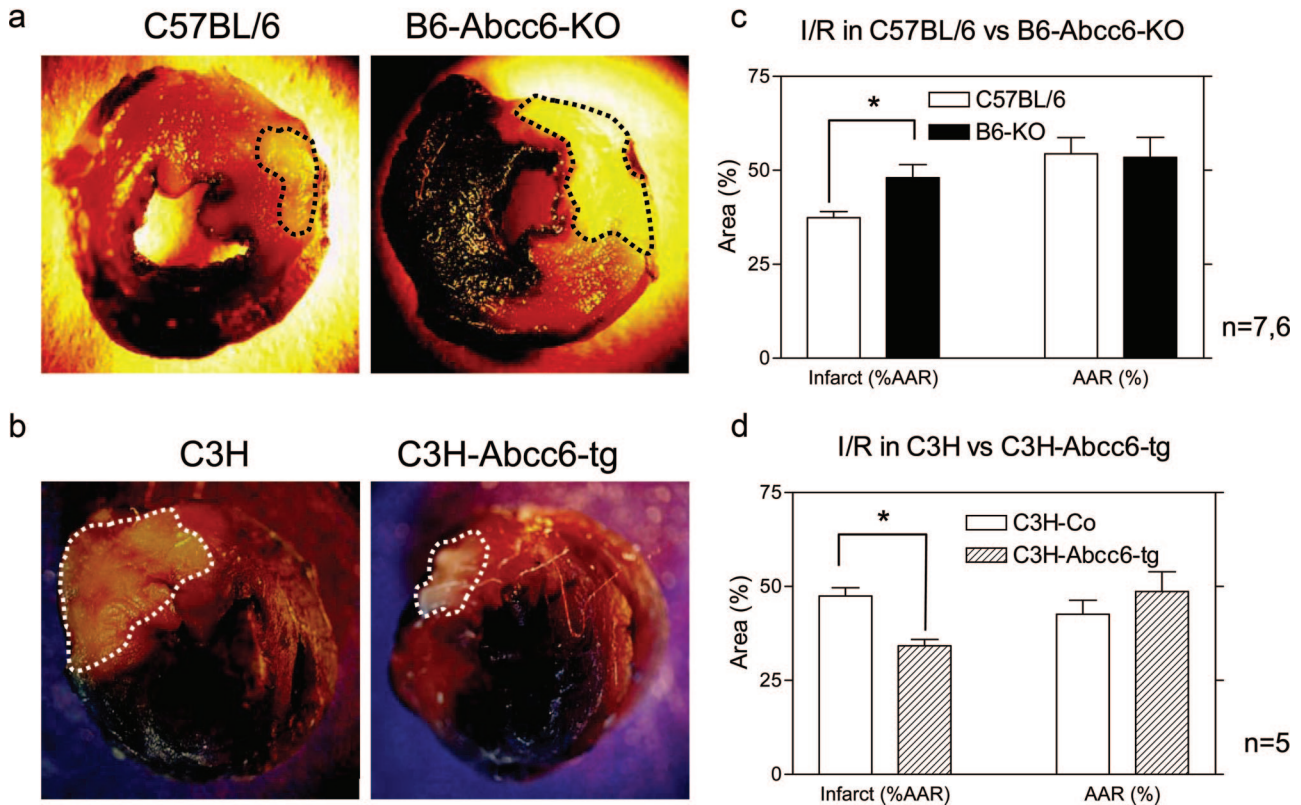 a
C57BL/6
B6-Abcc6-KO
b
C3H
C3H-Abcc6-tg
c
I/R in C57BL/6 vs B6-Abcc6-KO
Area (%)
75
50
25
0
*
C57BL/6
B6-KO
Infarct (%AAR)
AAR (%)
n=7,6
d
I/R in C3H vs C3H-Abcc6-tg
Area (%)
75
50
25
0
*
C3H-Co
C3H-Abcc6-tg
Infarct (%AAR)
AAR (%)
n=5